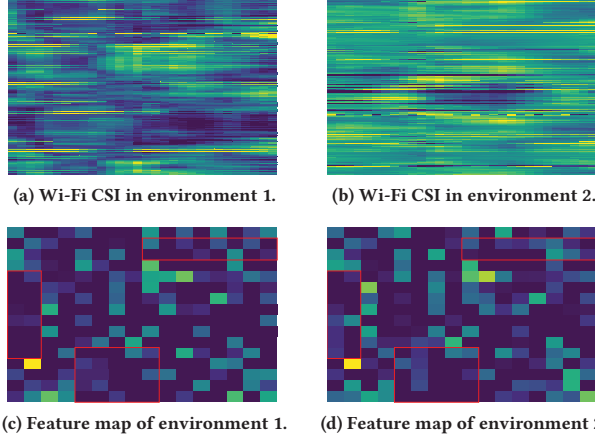 (a) Wi-Fi CSI in environment 1.
(b) Wi-Fi CSI in environment 2.
(c) Feature map of environment 1.
(d) Feature map of environment